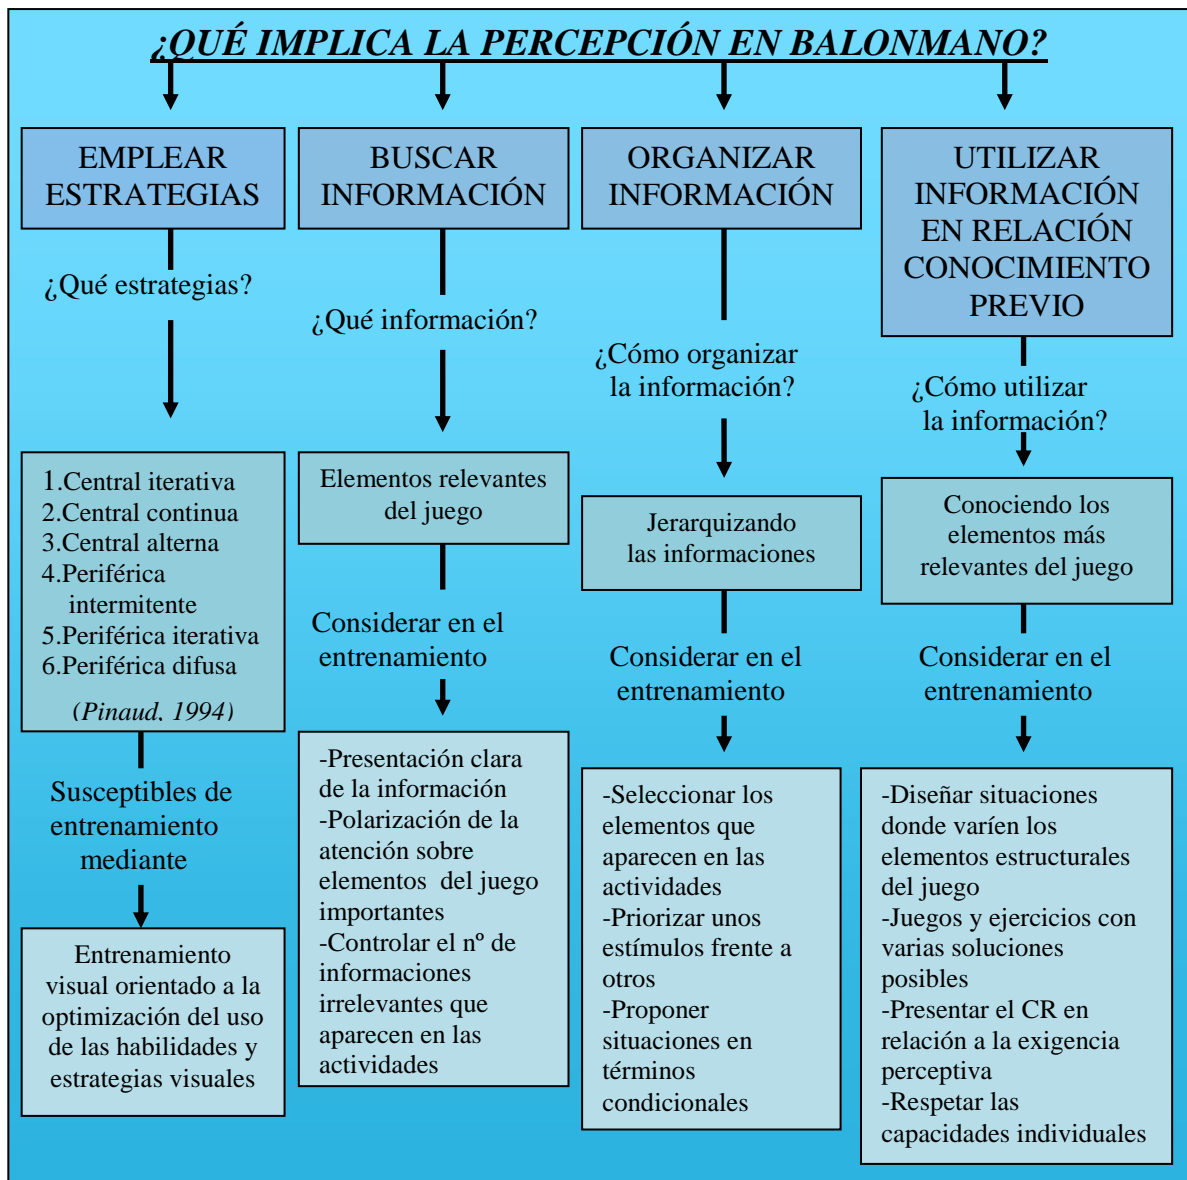 ¿QUÉ IMPLICA LA PERCEPCIÓN EN BALONMANO?
EMPLEAR
ESTRATEGIAS
¿Qué estrategias?
1.Central iterativa
2.Central continua
3.Central alterna
4.Periférica
intermitente
5.Periférica iterativa
6.Periférica difusa
(Pinaud, 1994)
Susceptibles de
entrenamiento
mediante
Entrenamiento
visual orientado a la
optimización del uso
de las habilidades y
estrategias visuales
BUSCAR
INFORMACIÓN
¿Qué información?
Elementos relevantes
del juego
Considerar en el
entrenamiento
-Presentación clara
de la información
-Polarización de la
atención sobre
elementos del juego
importantes
-Controlar el nº de
informaciones
irrelevantes que
aparecen en las
actividades
ORGANIZAR
INFORMACIÓN
¿Cómo organizar
la información?
Jerarquizando
las informaciones
Considerar en el
entrenamiento
-Seleccionar los
elementos que
aparecen en las
actividades
-Priorizar unos
estímulos frente a
otros
-Proponer
situaciones en
términos
condicionales
UTILIZAR
INFORMACIÓN
EN RELACIÓN
CONOCIMIENTO
PREVIO
¿Cómo utilizar
la información?
Conociendo los
elementos más
relevantes del juego
Considerar en el
entrenamiento
-Diseñar situaciones
donde varíen los
elementos estructurales
del juego
-Juegos y ejercicios con
varias soluciones
posibles
-Presentar el CR en
relación a la exigencia
perceptiva
-Respetar las
capacidades individuales